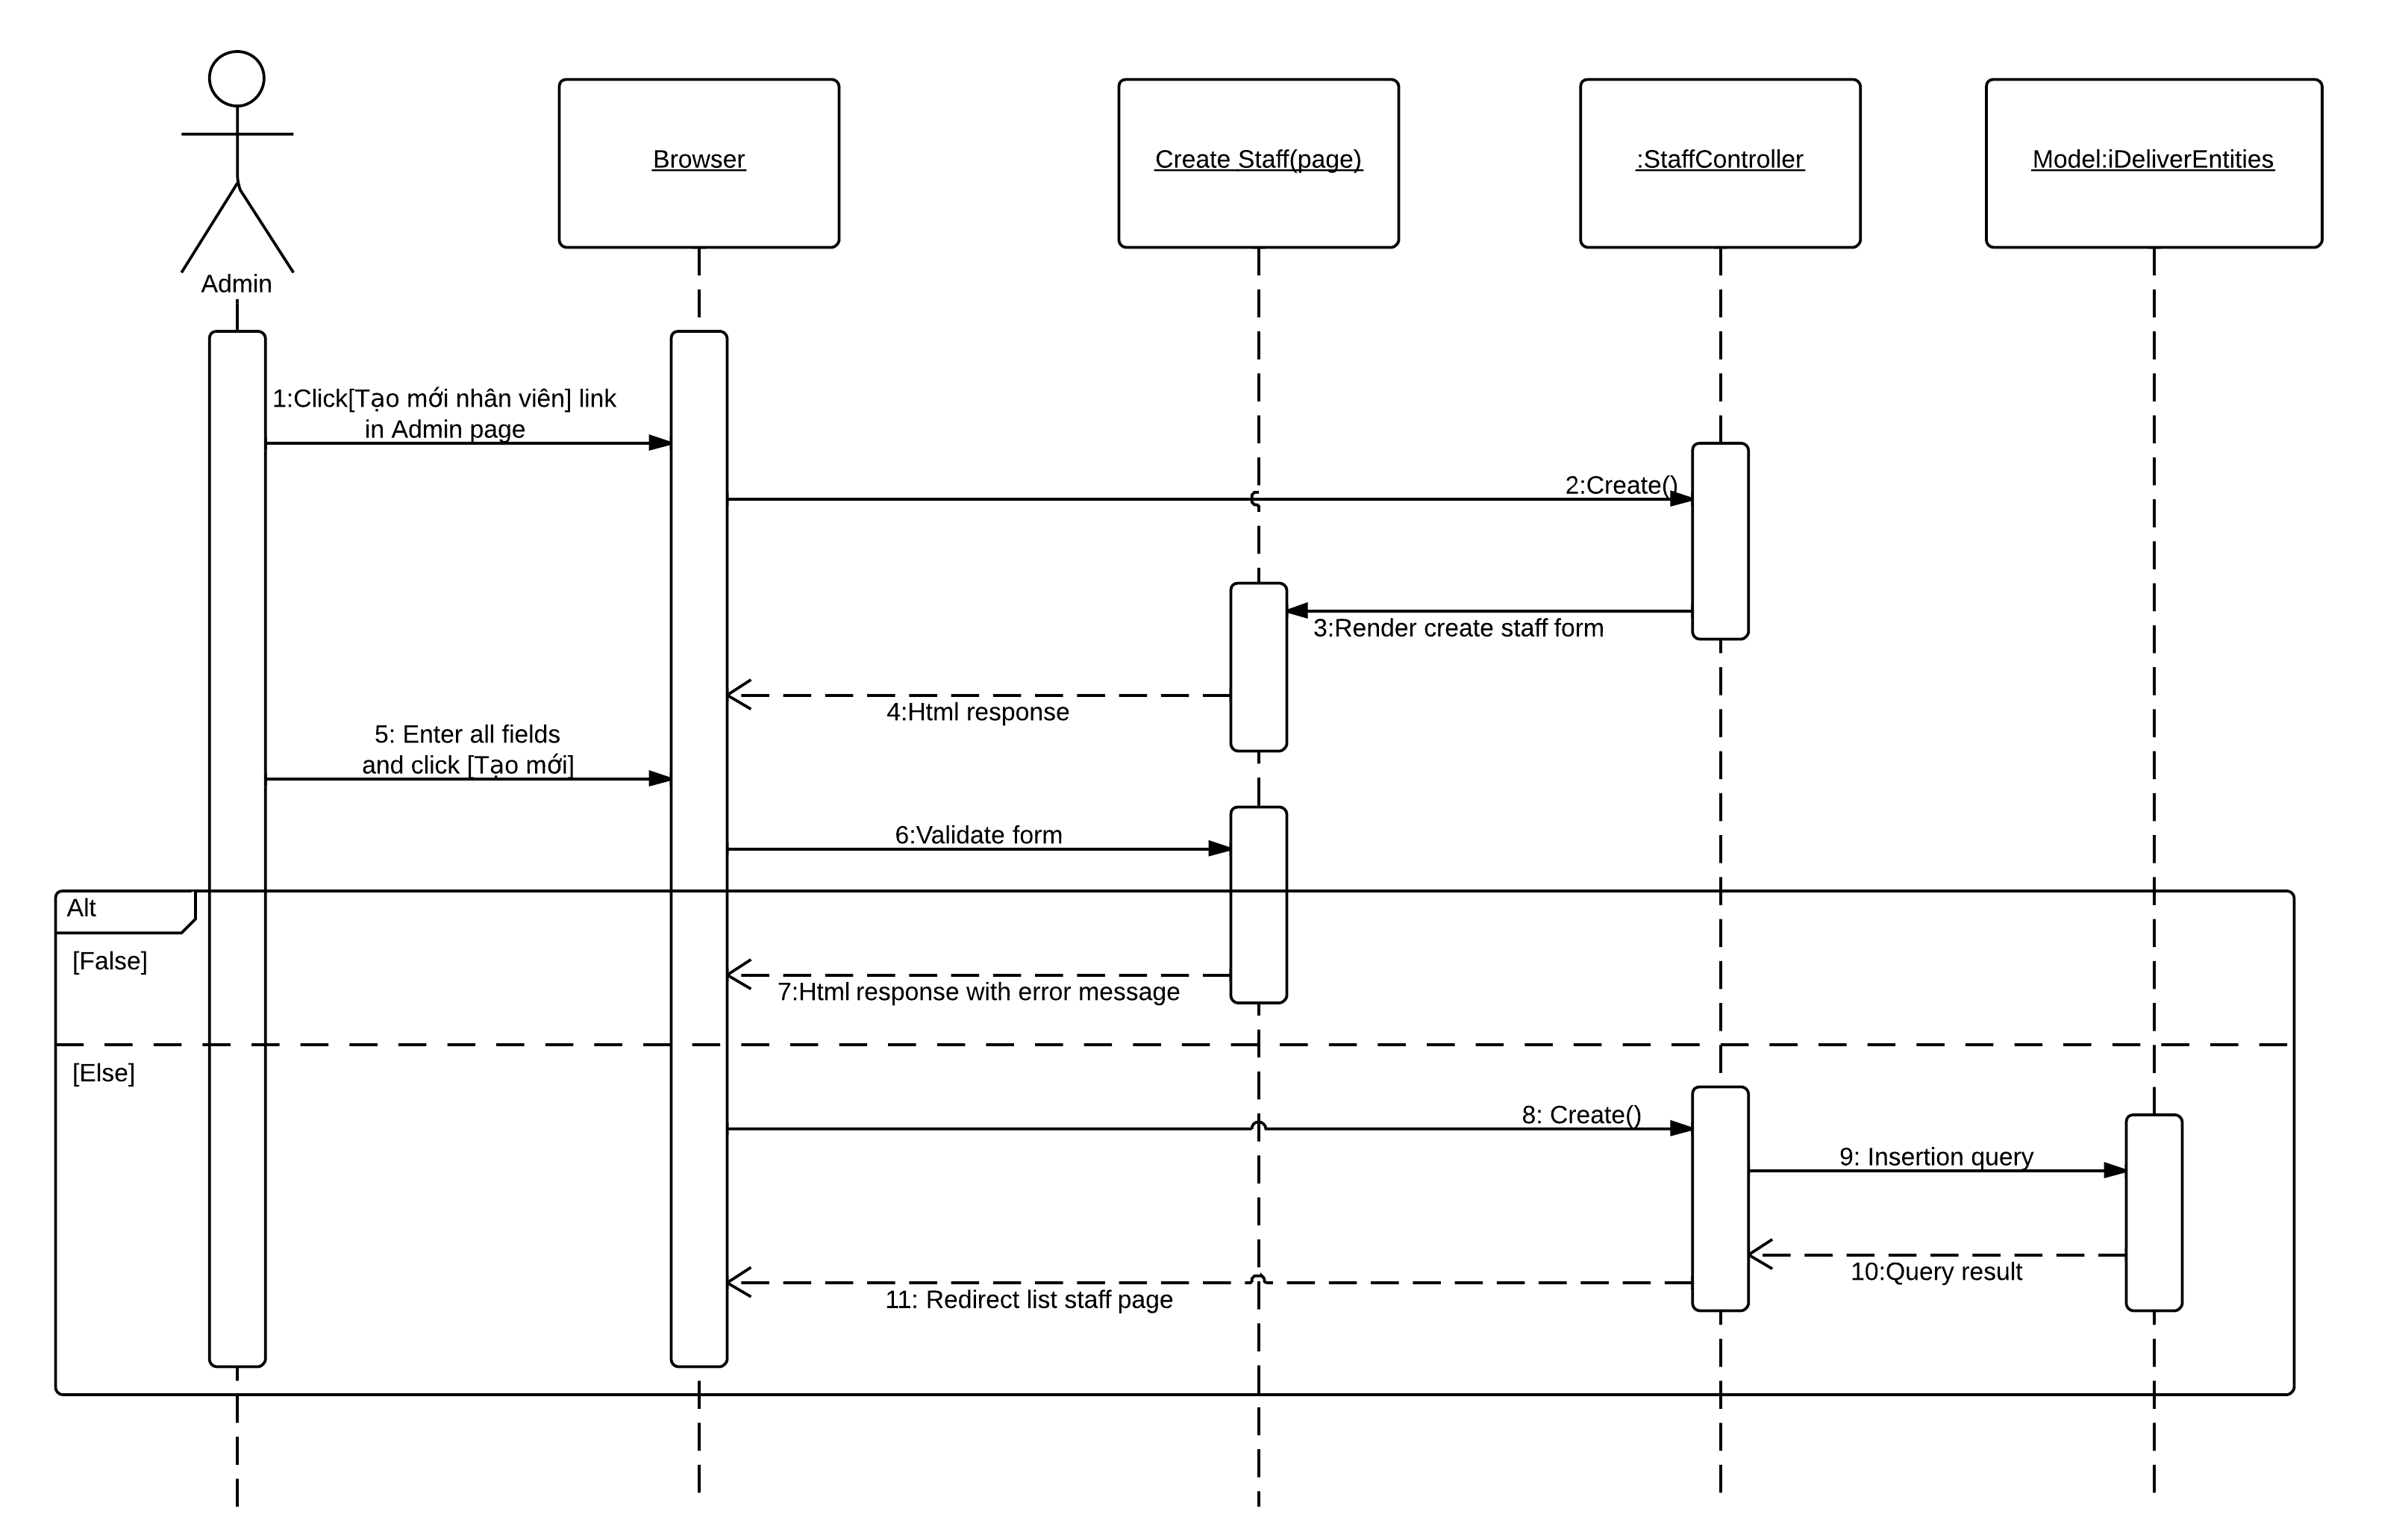 Browser
Create Staff(page)
:StaffController
Model:iDeliverEntities
Admin
1:Click[Tạo mới nhân viên] link
in Admin page
2:Create()
3:Render create staff form
4:Html response
5: Enter all fields
and click [Tạo mới]
6:Validate form
Alt
[False]
7:Html response with error message
[Else]
8: Create()
9: Insertion query
10:Query result
11: Redirect list staff page